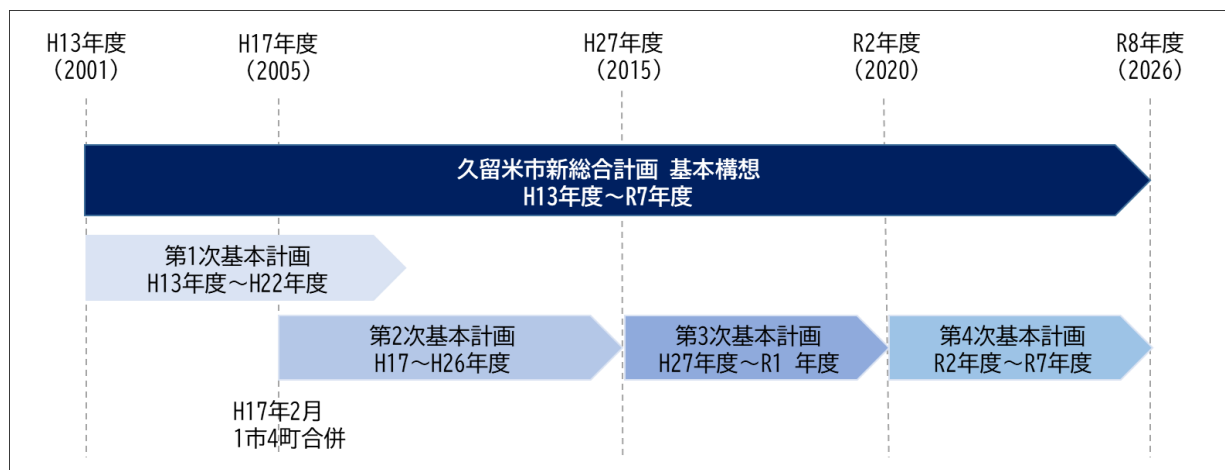 H13年度
（2001）
H17年度
（2005）
H27年度
（2015）
R2年度
（2020）
R8年度
（2026）
久留米市新総合計画 基本構想
H13年度～R7年度
第1次基本計画
H13年度～H22年度
第2次基本計画
H17～H26年度
第3次基本計画
H27年度～R1 年度
第4次基本計画
R2年度～R7年度
H17年2月
1市4町合併